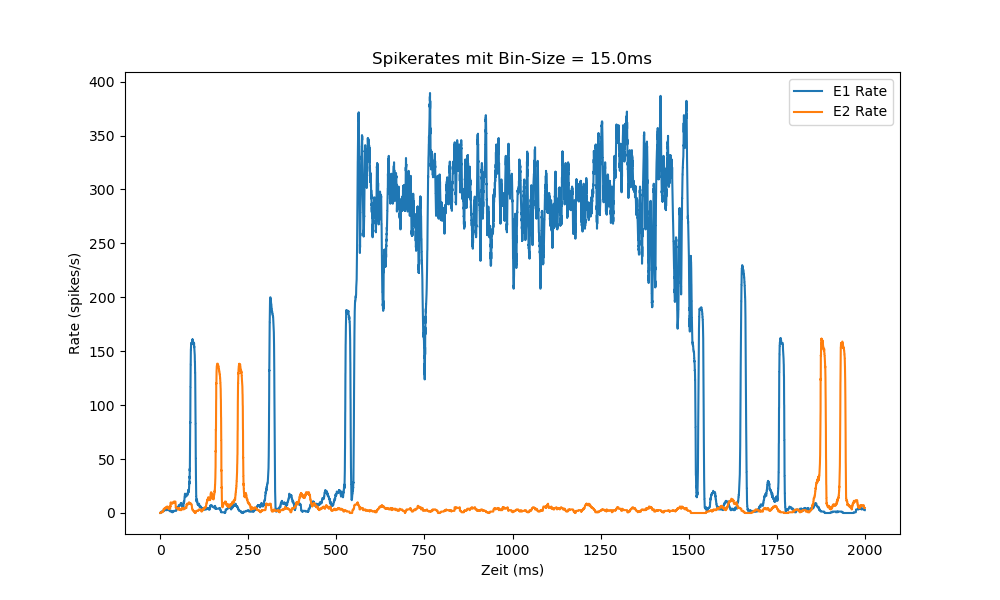 Spikerates mit Bin-Size = 15.0ms
E1 Rate
E2 Rate
Rate (spikes/s)
400
350
300
250
200
150
100
50
0
0 250 500 750 1000 1250 1500 1750 2000
Zeit (ms)